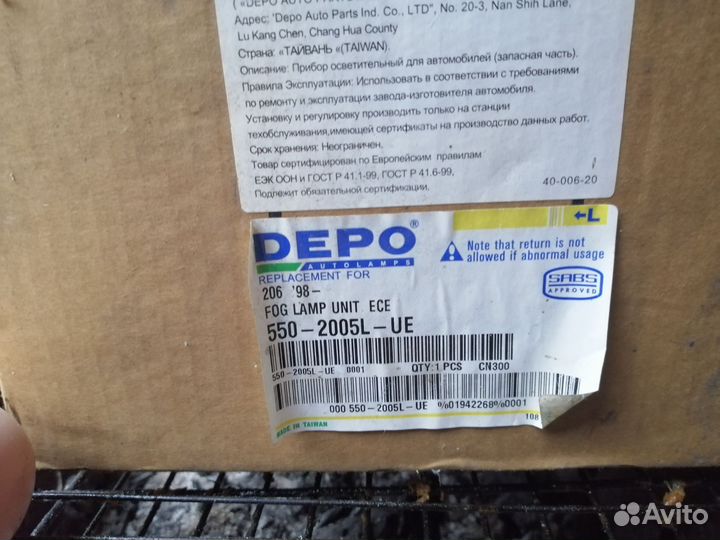 Адрес: 'Depo Auto Parts Ind. Co., LTD", No. 20-3, Nan Shih Lane,
Lu Kang Chen, Chang Hua County
Страна: «ТАЙВАНЬ «(TAIWAN).
Описание: Прибор осветительный для автомобилей (запасная часть).
Правила Эксплуатации: Использовать в соответствии с требованиями
по ремонту и эксплуатации завода-изготовителя автомобиля.
Установку и регулировку производить только на станции
техобслуживания,имеющей сертификаты на производство данных работ.
Срок хранения: Неограничен.
Товар сертифицирован по Европейским правилам
ЕЭК ООН и ГОСТ Р 41.1-99, ГОСТ Р 41.6-99,
Подлежит обязательной сертификации.
40-006-20
←L
DEPO®
AUTOLAMPS
Note that return is not
allowed if abnormal usage
REPLACEMENT FOR
SABS
APPROVED
206 '98-
FOG LAMP UNIT ECE
550-2005L-UE
550-2005L-UE 0001 QTY:1 PCS CN300
000 550-2005L-UE %01942268%0001
108
MADE IN TAIWAN
Avito